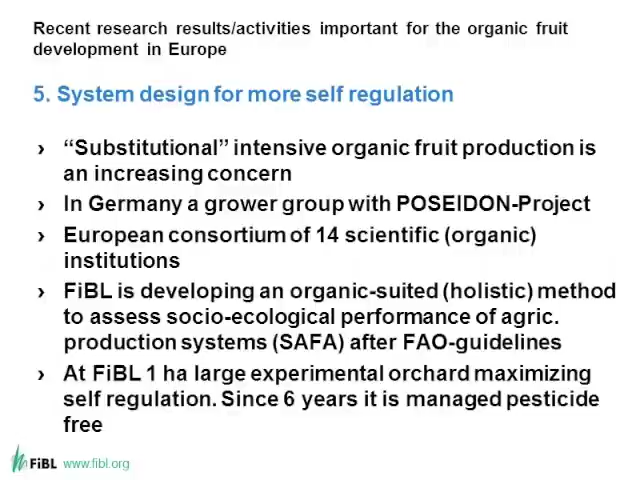 Recent research results/activities important for the organic fruit
development in Europe
5. System design for more self regulation
› “Substitutional” intensive organic fruit production is
an increasing concern
› In Germany a grower group with POSEIDON-Project
› European consortium of 14 scientific (organic)
institutions
› FiBL is developing an organic-suited (holistic) method
to assess socio-ecological performance of agric.
production systems (SAFA) after FAO-guidelines
› At FiBL 1 ha large experimental orchard maximizing
self regulation. Since 6 years it is managed pesticide
free
FiBL www.fibl.org